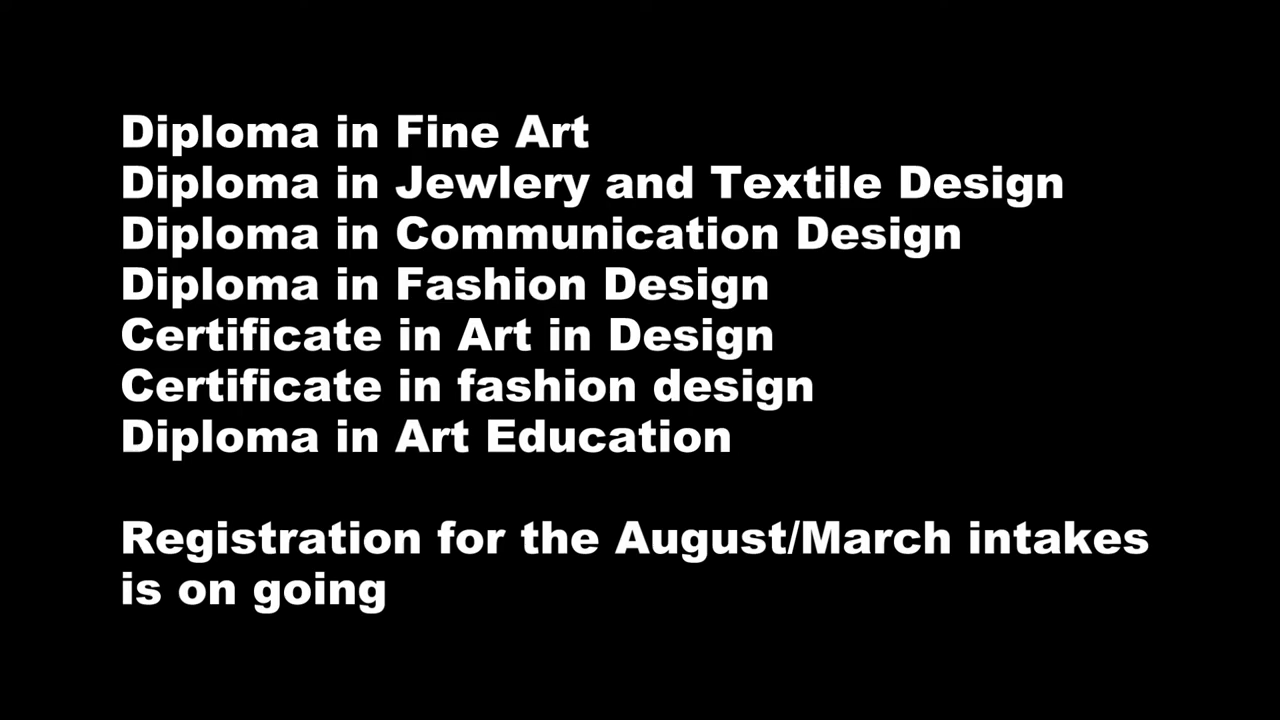 Diploma in Fine Art
Diploma in Jewlery and Textile Design
Diploma in Communication Design
Diploma in Fashion Design
Certificate in Art in Design
Certificate in fashion design
Diploma in Art Education
Registration for the August/March intakes
is on going